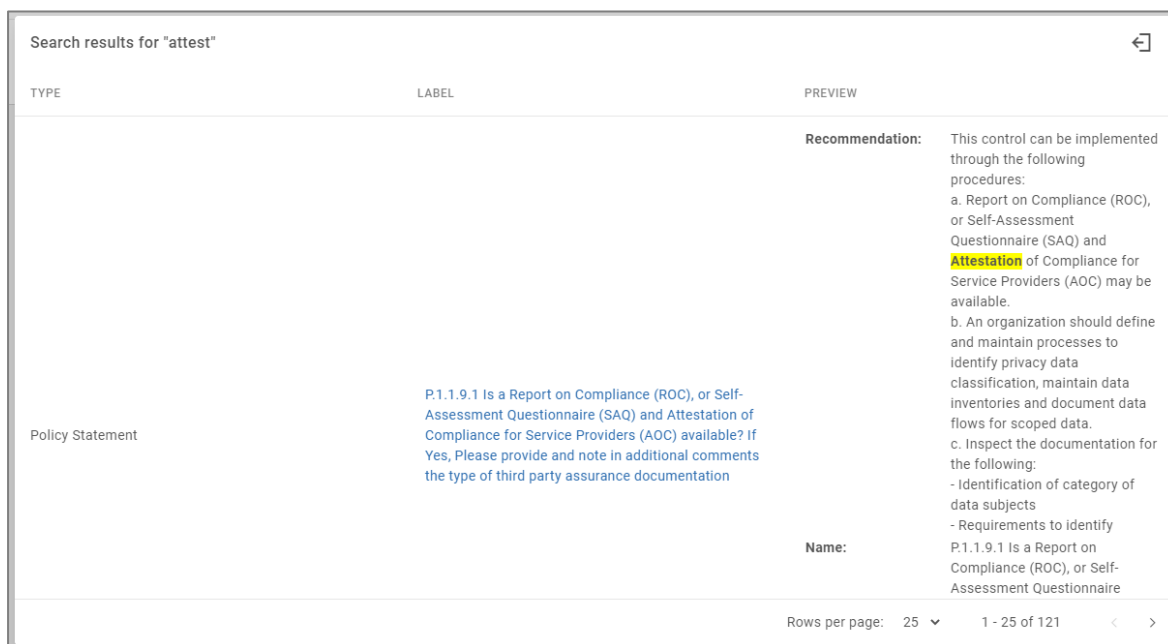 Search results for "attest"
TYPE
LABEL
PREVIEW
Policy Statement
P.1.1.9.1 Is a Report on Compliance (ROC), or Self-
Assessment Questionnaire (SAQ) and Attestation of
Compliance for Service Providers (AOC) available? If
Yes, Please provide and note in additional comments
the type of third party assurance documentation
Recommendation:
This control can be implemented
through the following
procedures:
a. Report on Compliance (ROC),
or Self-Assessment
Questionnaire (SAQ) and
Attestation of Compliance for
Service Providers (AOC) may be
available.
b. An organization should define
and maintain processes to
identify privacy data
classification, maintain data
inventories and document data
flows for scoped data.
c. Inspect the documentation for
the following:
- Identification of category of
data subjects
- Requirements to identify
Name:
P.1.1.9.1 Is a Report on
Compliance (ROC), or Self-
Assessment Questionnaire
Rows per page: 25 1 - 25 of 121